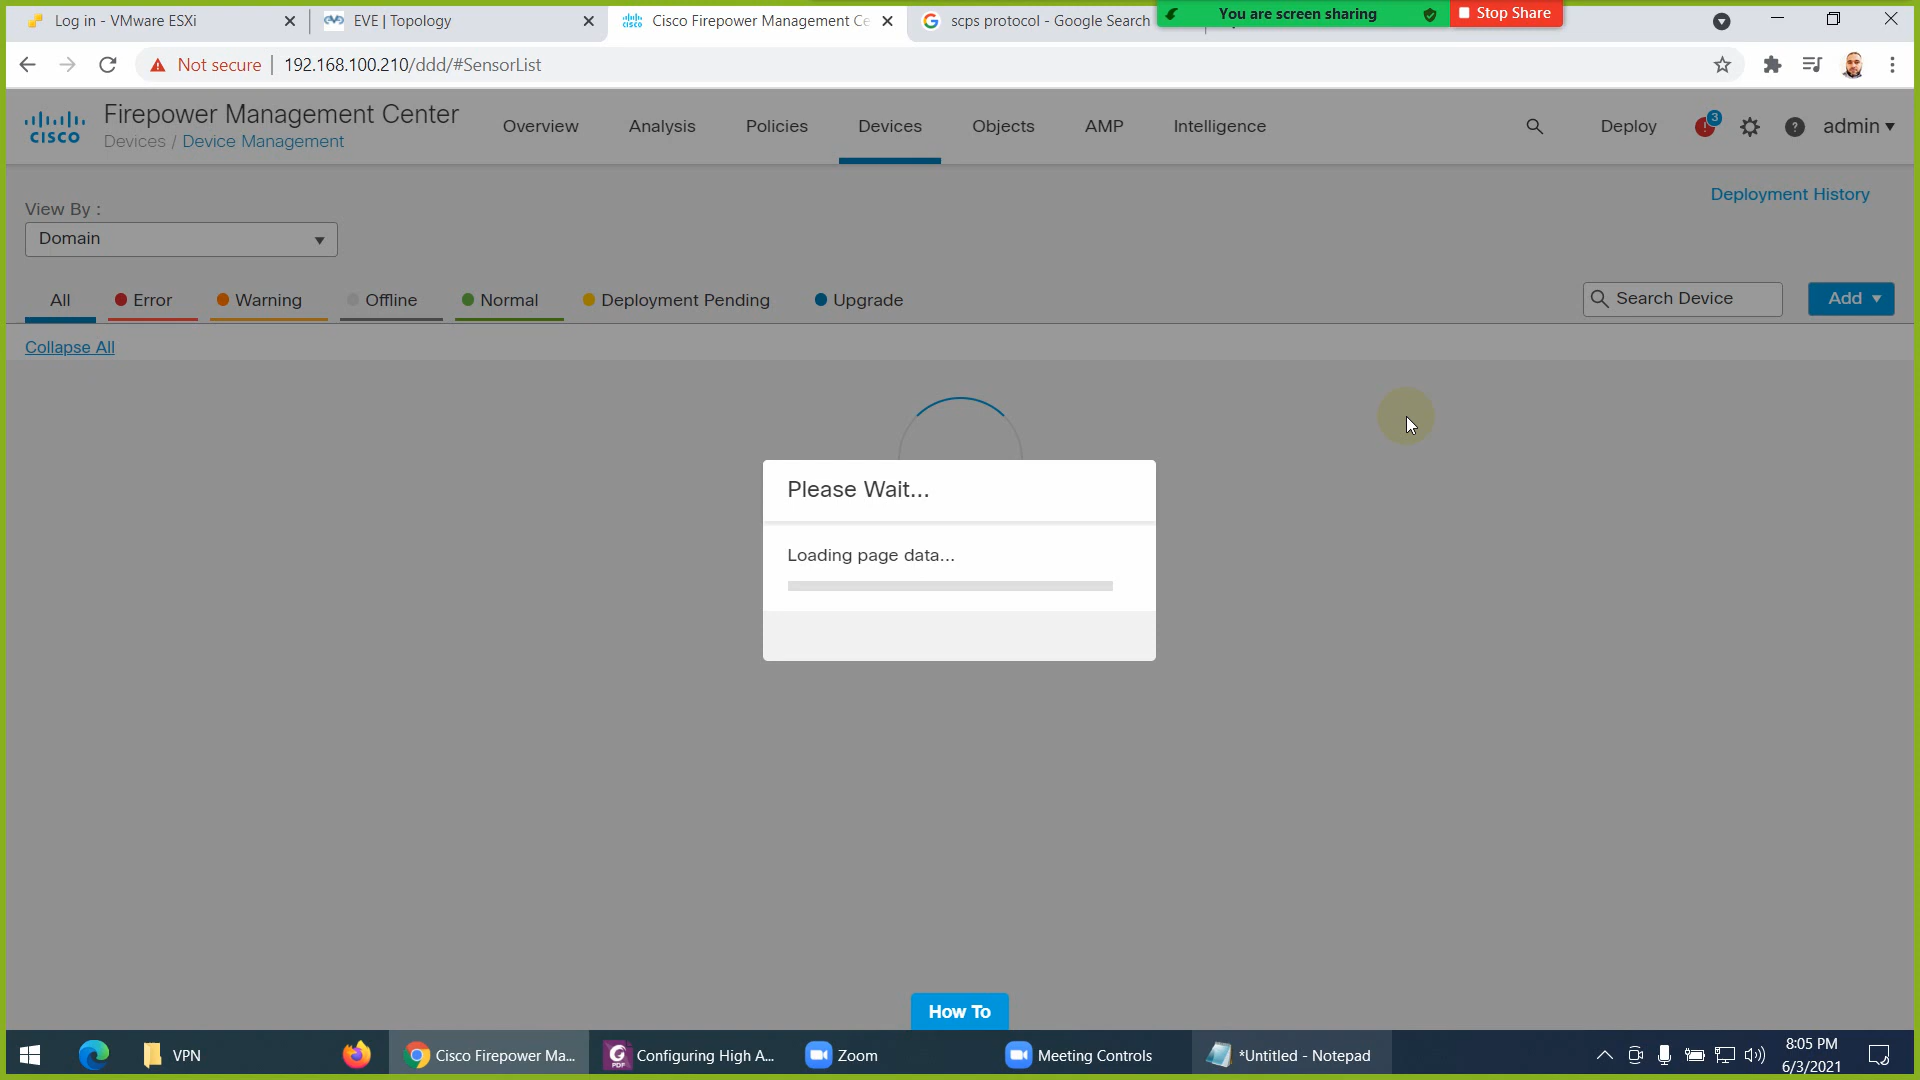 Log in - VMware ESXi
EVE | Topology
Cisco Firepower Management Ce
scps protocol - Google Search
You are screen sharing
Stop Share
Not secure
192.168.100.210/ddd/#SensorList
cisco
Firepower Management Center
Devices / Device Management
Overview
Analysis
Policies
Devices
Objects
AMP
Intelligence
Deploy
3
admin
Deployment History
View By :
Domain
All
Error
Warning
Offline
Normal
Deployment Pending
Upgrade
Search Device
Add
Collapse All
Please Wait...
Loading page data...
How To
VPN
Cisco Firepower Ma...
Configuring High A...
Zoom
Meeting Controls
*Untitled - Notepad
8:05 PM
6/3/2021